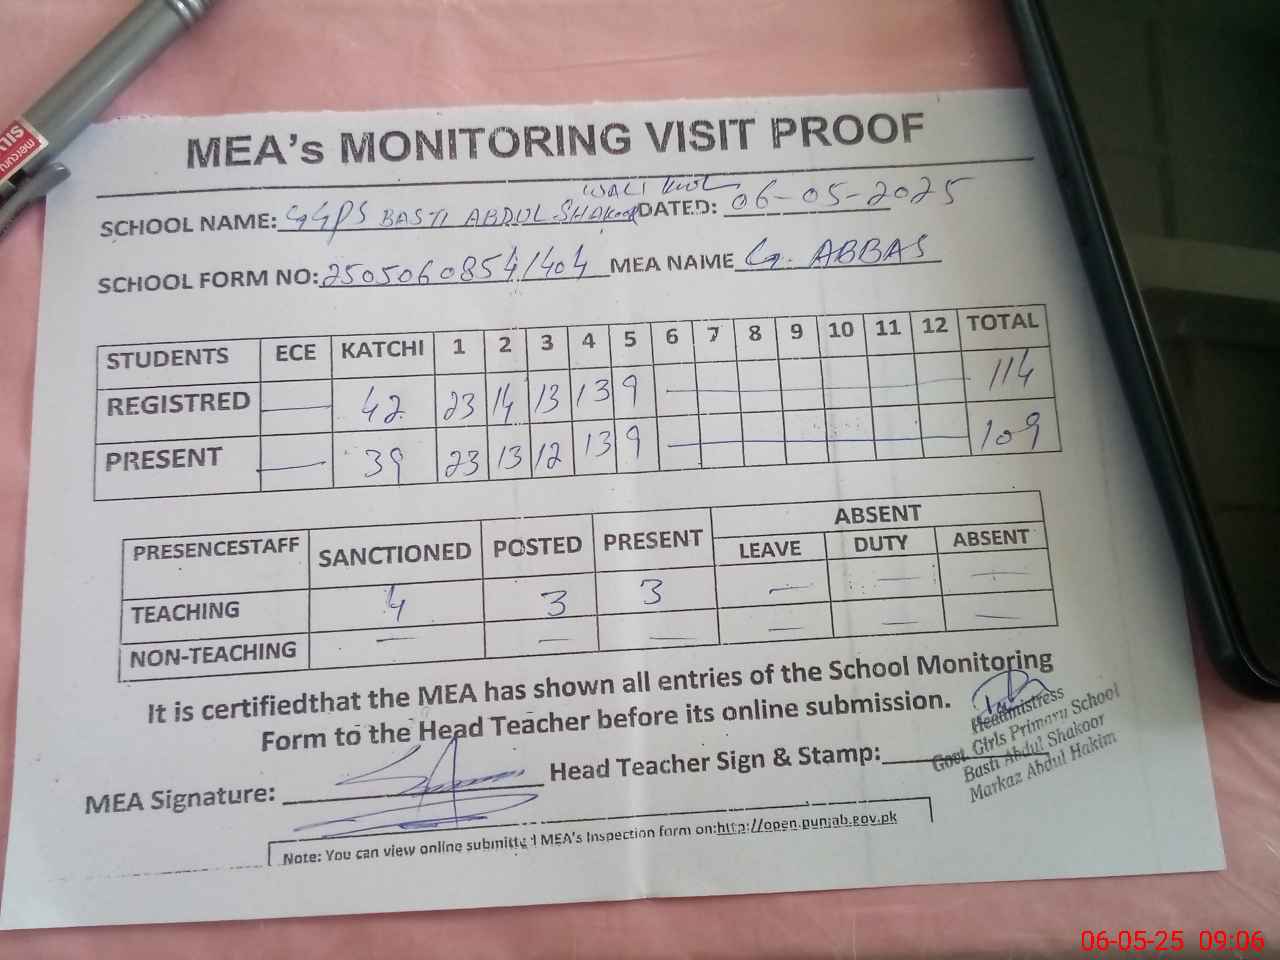 MEA's MONITORING VISIT PROOF
WALI
SCHOOL NAME: GGPS BASTI ABDUL SHAKOOR DATED: 06-05-2025
SCHOOL FORM NO: 2505060854/404 MEA NAME G. ABBAS
STUDENTS ECE KATCHI 1 2 3 4 5 6 7 8 9 10 11 12 TOTAL
REGISTRED — 42 23 14 13 13 9 — 114
PRESENT — 39 23 13 12 13 9 — 109
PRESENCESTAFF SANCTIONED POSTED PRESENT ABSENT
LEAVE DUTY ABSENT
TEACHING 4 3 3 — — —
NON-TEACHING — — — — — —
It is certifiedthat the MEA has shown all entries of the School Monitoring
Form to the Head Teacher before its online submission.
MEA Signature: Head Teacher Sign & Stamp:
Headmistress
Govt. Girls Primary School
Basti Abdul Shakoor
Markaz Abdul Hakim
Note: You can view online submitted MEA's Inspection form on:http://open.punjab.gov.pk
mercury
SIL
06-05-25 09:06